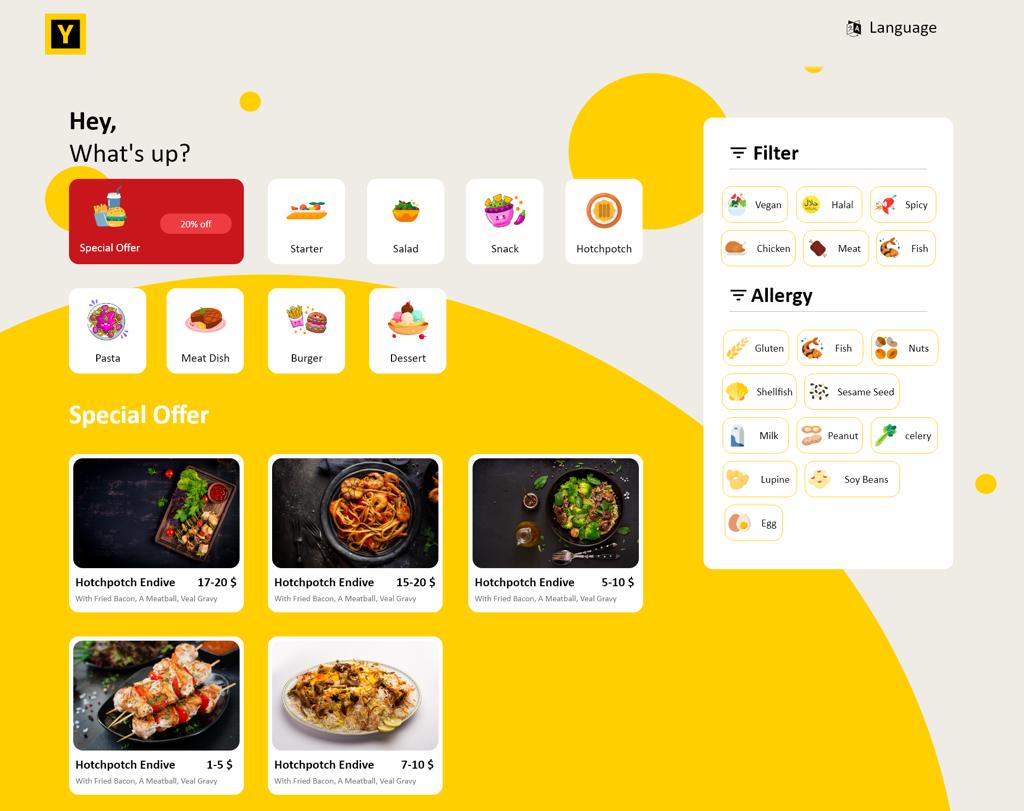 Y
Language
Hey,
What's up?
Special Offer
20% off
Starter
Salad
Snack
Hotchpotch
Pasta
Meat Dish
Burger
Dessert
Special Offer
Hotchpotch Endive 17-20 $
With Fried Bacon, A Meatball, Veal Gravy
Hotchpotch Endive 15-20 $
With Fried Bacon, A Meatball, Veal Gravy
Hotchpotch Endive 5-10 $
With Fried Bacon, A Meatball, Veal Gravy
Hotchpotch Endive 1-5 $
With Fried Bacon, A Meatball, Veal Gravy
Hotchpotch Endive 7-10 $
With Fried Bacon, A Meatball, Veal Gravy
Filter
Vegan
Halal
Spicy
Chicken
Meat
Fish
Allergy
Gluten
Fish
Nuts
Shellfish
Sesame Seed
Milk
Peanut
celery
Lupine
Soy Beans
Egg